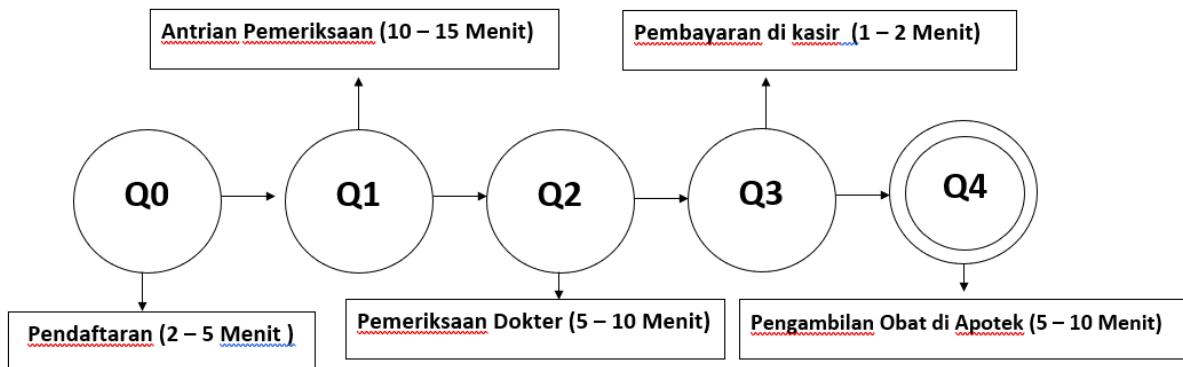 Antrian Pemeriksaan (10 – 15 Menit)
Pembayaran di kasir  (1 – 2 Menit)
Q0
Q1
Q2
Q3
Q4
Pendaftaran (2 – 5 Menit )
Pemeriksaan Dokter (5 – 10 Menit)
Pengambilan Obat di Apotek (5 – 10 Menit)